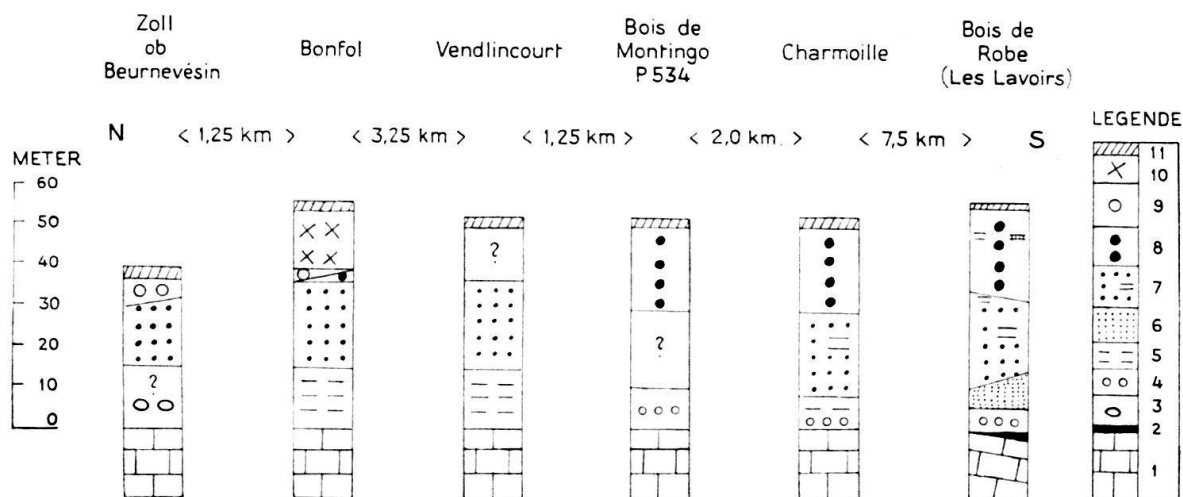 Zoll
ob
Beurnevésin
Bonfol
Vendlincourt
Bois de
Montingo
P 534
Charmoille
Bois de
Robe
(Les Lavoirs)
N < 1,25 km > < 3,25 km > < 1,25 km > < 2,0 km. > < 7,5 km > S
LEGENDE
METER
60
50
40
30
20
10
0
?
?
?
11
10
9
8
7
6
5
4
3
2
1